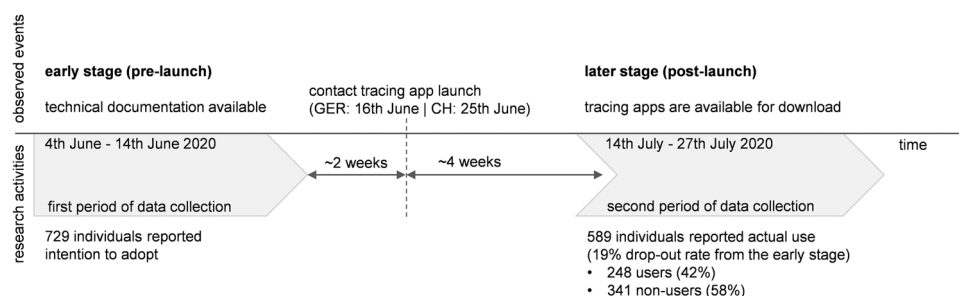 observed events
early stage (pre-launch)
technical documentation available
contact tracing app launch
(GER: 16th June | CH: 25th June)
later stage (post-launch)
tracing apps are available for download
time
research activities
4th June - 14th June 2020
first period of data collection
~2 weeks
~4 weeks
14th July - 27th July 2020
second period of data collection
729 individuals reported
intention to adopt
589 individuals reported actual use
(19% drop-out rate from the early stage)
• 248 users (42%)
• 341 non-users (58%)